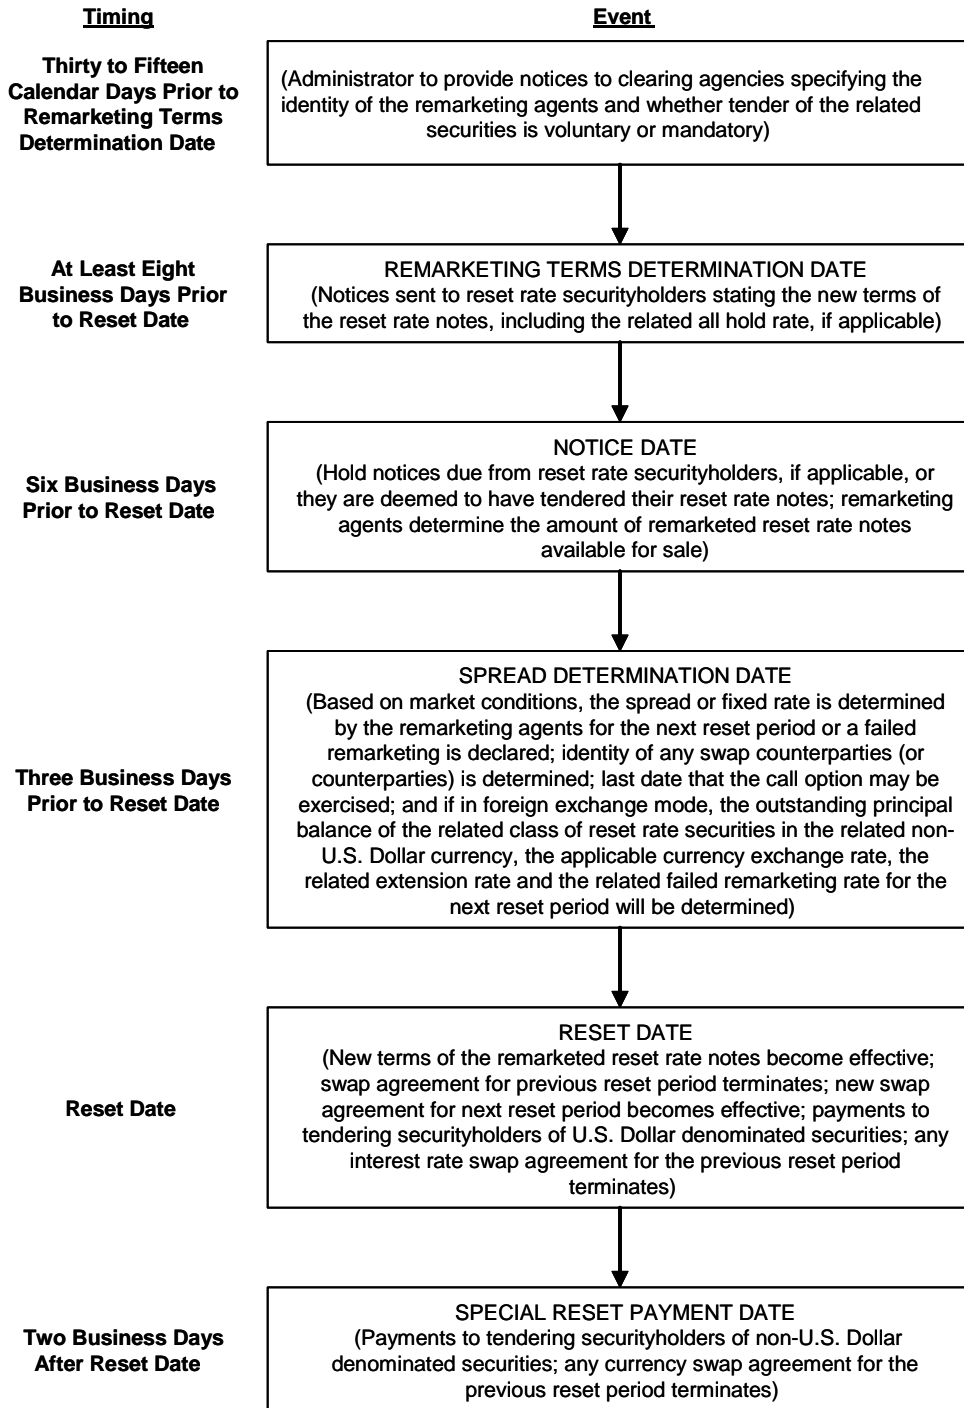 Timing
Event
Thirty to Fifteen
Calendar Days Prior to
Remarketing Terms
Determination Date
(Administrator to provide notices to clearing agencies specifying the
identity of the remarketing agents and whether tender of the related
securities is voluntary or mandatory)
At Least Eight
Business Days Prior
to Reset Date
REMARKETING TERMS DETERMINATION DATE
(Notices sent to reset rate securityholders stating the new terms of
the reset rate notes, including the related all hold rate, if applicable)
Six Business Days
Prior to Reset Date
NOTICE DATE
(Hold notices due from reset rate securityholders, if applicable, or
they are deemed to have tendered their reset rate notes; remarketing
agents determine the amount of remarketed reset rate notes
available for sale)
Three Business Days
Prior to Reset Date
SPREAD DETERMINATION DATE
(Based on market conditions, the spread or fixed rate is determined
by the remarketing agents for the next reset period or a failed
remarketing is declared; identity of any swap counterparties (or
counterparties) is determined; last date that the call option may be
exercised; and if in foreign exchange mode, the outstanding principal
balance of the related class of reset rate securities in the related non-
U.S. Dollar currency, the applicable currency exchange rate, the
related extension rate and the related failed remarketing rate for the
next reset period will be determined)
Reset Date
RESET DATE
(New terms of the remarketed reset rate notes become effective;
swap agreement for previous reset period terminates; new swap
agreement for next reset period becomes effective; payments to
tendering securityholders of U.S. Dollar denominated securities; any
interest rate swap agreement for the previous reset period
terminates)
Two Business Days
After Reset Date
SPECIAL RESET PAYMENT DATE
(Payments to tendering securityholders of non-U.S. Dollar
denominated securities; any currency swap agreement for the
previous reset period terminates)